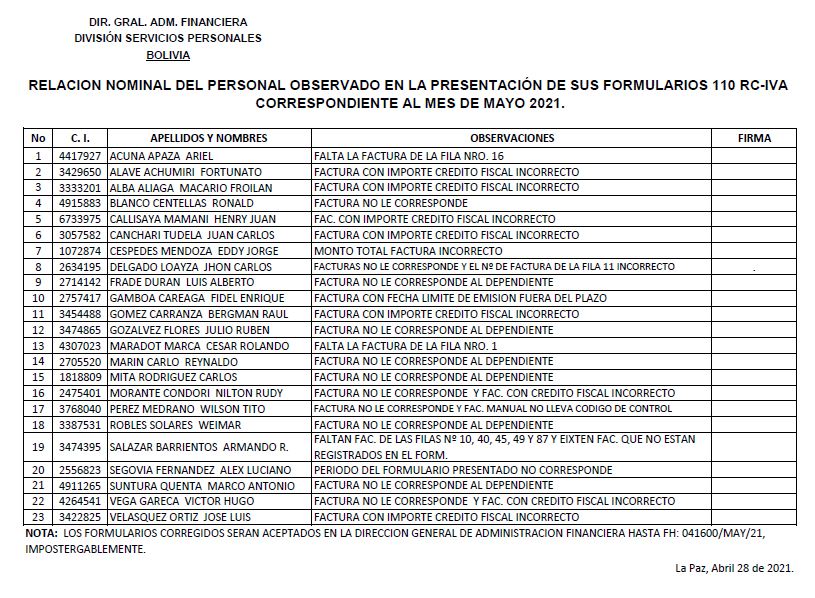 DIR. GRAL. ADM. FINANCIERA
DIVISIÓN SERVICIOS PERSONALES
BOLIVIA
RELACION NOMINAL DEL PERSONAL OBSERVADO EN LA PRESENTACIÓN DE SUS FORMULARIOS 110 RC-IVA
CORRESPONDIENTE AL MES DE MAYO 2021.
No C. I. APELLIDOS Y NOMBRES OBSERVACIONES FIRMA
1 4417927 ACUNA APAZA ARIEL FALTA LA FACTURA DE LA FILA NRO. 16
2 3429650 ALAVE ACHUMIRI FORTUNATO FACTURA CON IMPORTE CREDITO FISCAL INCORRECTO
3 3333201 ALBA ALIAGA MACARIO FROILAN FACTURA CON IMPORTE CREDITO FISCAL INCORRECTO
4 4915883 BLANCO CENTELLAS RONALD FACTURA NO LE CORRESPONDE
5 6733975 CALLISAYA MAMANI HENRY JUAN FAC. CON IMPORTE CREDITO FISCAL INCORRECTO
6 3057582 CANCHARI TUDELA JUAN CARLOS FACTURA CON IMPORTE CREDITO FISCAL INCORRECTO
7 1072874 CESPEDES MENDOZA EDDY JORGE MONTO TOTAL FACTURA INCORRECTO
8 2634195 DELGADO LOAYZA JHON CARLOS FACTURAS NO LE CORRESPONDE Y EL Nº DE FACTURA DE LA FILA 11 INCORRECTO .
9 2714142 FRADE DURAN LUIS ALBERTO FACTURA NO LE CORRESPONDE AL DEPENDIENTE
10 2757417 GAMBOA CAREAGA FIDEL ENRIQUE FACTURA CON FECHA LIMITE DE EMISION FUERA DEL PLAZO
11 3454488 GOMEZ CARRANZA BERGMAN RAUL FACTURA CON IMPORTE CREDITO FISCAL INCORRECTO
12 3474865 GOZALVEZ FLORES JULIO RUBEN FACTURA NO LE CORRESPONDE AL DEPENDIENTE
13 4307023 MARADOT MARCA CESAR ROLANDO FALTA LA FACTURA DE LA FILA NRO. 1
14 2705520 MARIN CARLO REYNALDO FACTURA NO LE CORRESPONDE AL DEPENDIENTE
15 1818809 MITA RODRIGUEZ CARLOS FACTURA NO LE CORRESPONDE AL DEPENDIENTE
16 2475401 MORANTE CONDORI NILTON RUDY FACTURA NO LE CORRESPONDE Y FAC. CON CREDITO FISCAL INCORRECTO
17 3768040 PEREZ MEDRANO WILSON TITO FACTURA NO LE CORRESPONDE Y FAC. MANUAL NO LLEVA CODIGO DE CONTROL
18 3387531 ROBLES SOLARES WEIMAR FACTURA NO LE CORRESPONDE AL DEPENDIENTE
19 3474395 SALAZAR BARRIENTOS ARMANDO R. FALTAN FAC. DE LAS FILAS Nº 10, 40, 45, 49 Y 87 Y EIXTEN FAC. QUE NO ESTAN
REGISTRADOS EN EL FORM.
20 2556823 SEGOVIA FERNANDEZ ALEX LUCIANO PERIODO DEL FORMULARIO PRESENTADO NO CORRESPONDE
21 4911265 SUNTURA QUENTA MARCO ANTONIO FACTURA NO LE CORRESPONDE AL DEPENDIENTE
22 4264541 VEGA GARECA VICTOR HUGO FACTURA NO LE CORRESPONDE Y FAC. CON CREDITO FISCAL INCORRECTO
23 3422825 VELASQUEZ ORTIZ JOSE LUIS FACTURA CON IMPORTE CREDITO FISCAL INCORRECTO
NOTA: LOS FORMULARIOS CORREGIDOS SERAN ACEPTADOS EN LA DIRECCION GENERAL DE ADMINISTRACION FINANCIERA HASTA FH: 041600/MAY/21,
IMPOSTERGABLEMENTE.
La Paz, Abril 28 de 2021.